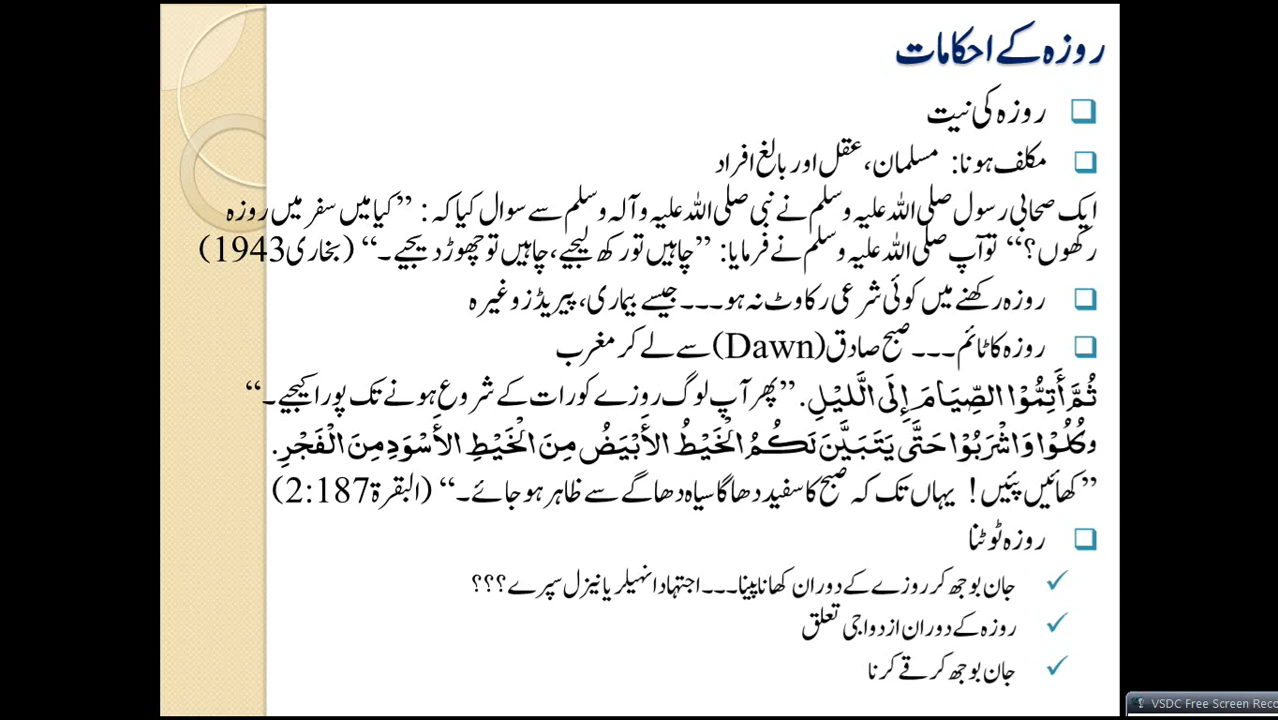 روزہ کے احکامات
❑ روزہ کی نیت
❑ مکلف ہونا: مسلمان، عقل اور بالغ افراد
ایک صحابی رسول صلی اللہ علیہ وسلم نے نبی صلی اللہ علیہ وآلہ وسلم سے سوال کیا کہ: ”کیا میں سفر میں روزہ
رکھوں؟“ تو آپ صلی اللہ علیہ وسلم نے فرمایا: ”چاہیں تو رکھ لیجیے، چاہیں تو چھوڑ دیجیے۔“ (بخاری 1943)
❑ روزہ رکھنے میں کوئی شرعی رکاوٹ نہ ہو۔۔۔ جیسے بیماری، پیریڈز وغیرہ
❑ روزہ کا ٹائم۔۔۔ صبح صادق (Dawn) سے لے کر مغرب
ثُمَّ أَتِمُّوْا الصِّيَامَ إِلَى الَّليْلِ. ”پھر آپ لوگ روزے کو رات کے شروع ہونے تک پورا کیجیے۔“
وكُلُوْا وَاشْرَبُوْا حَتَّى يَتَبَيَّنَ لَكُمُ الْخَيْطُ الأَبْيَضُ مِنَ الْخَيْطِ الأَسْوَدِ مِنَ الْفَجْرِ.
”کھائیں پئیں! یہاں تک کہ صبح کا سفید دھاگا سیاہ دھاگے سے ظاہر ہو جائے۔“ (البقرۃ 2:187)
❑ روزہ ٹوٹنا
✓ جان بوجھ کر روزے کے دوران کھانا پینا۔۔۔ اجتہاد انہیلر یا نیزل سپرے؟؟؟
✓ روزہ کے دوران ازدواجی تعلق
✓ جان بوجھ کر قے کرنا
VSDC Free Screen Reco